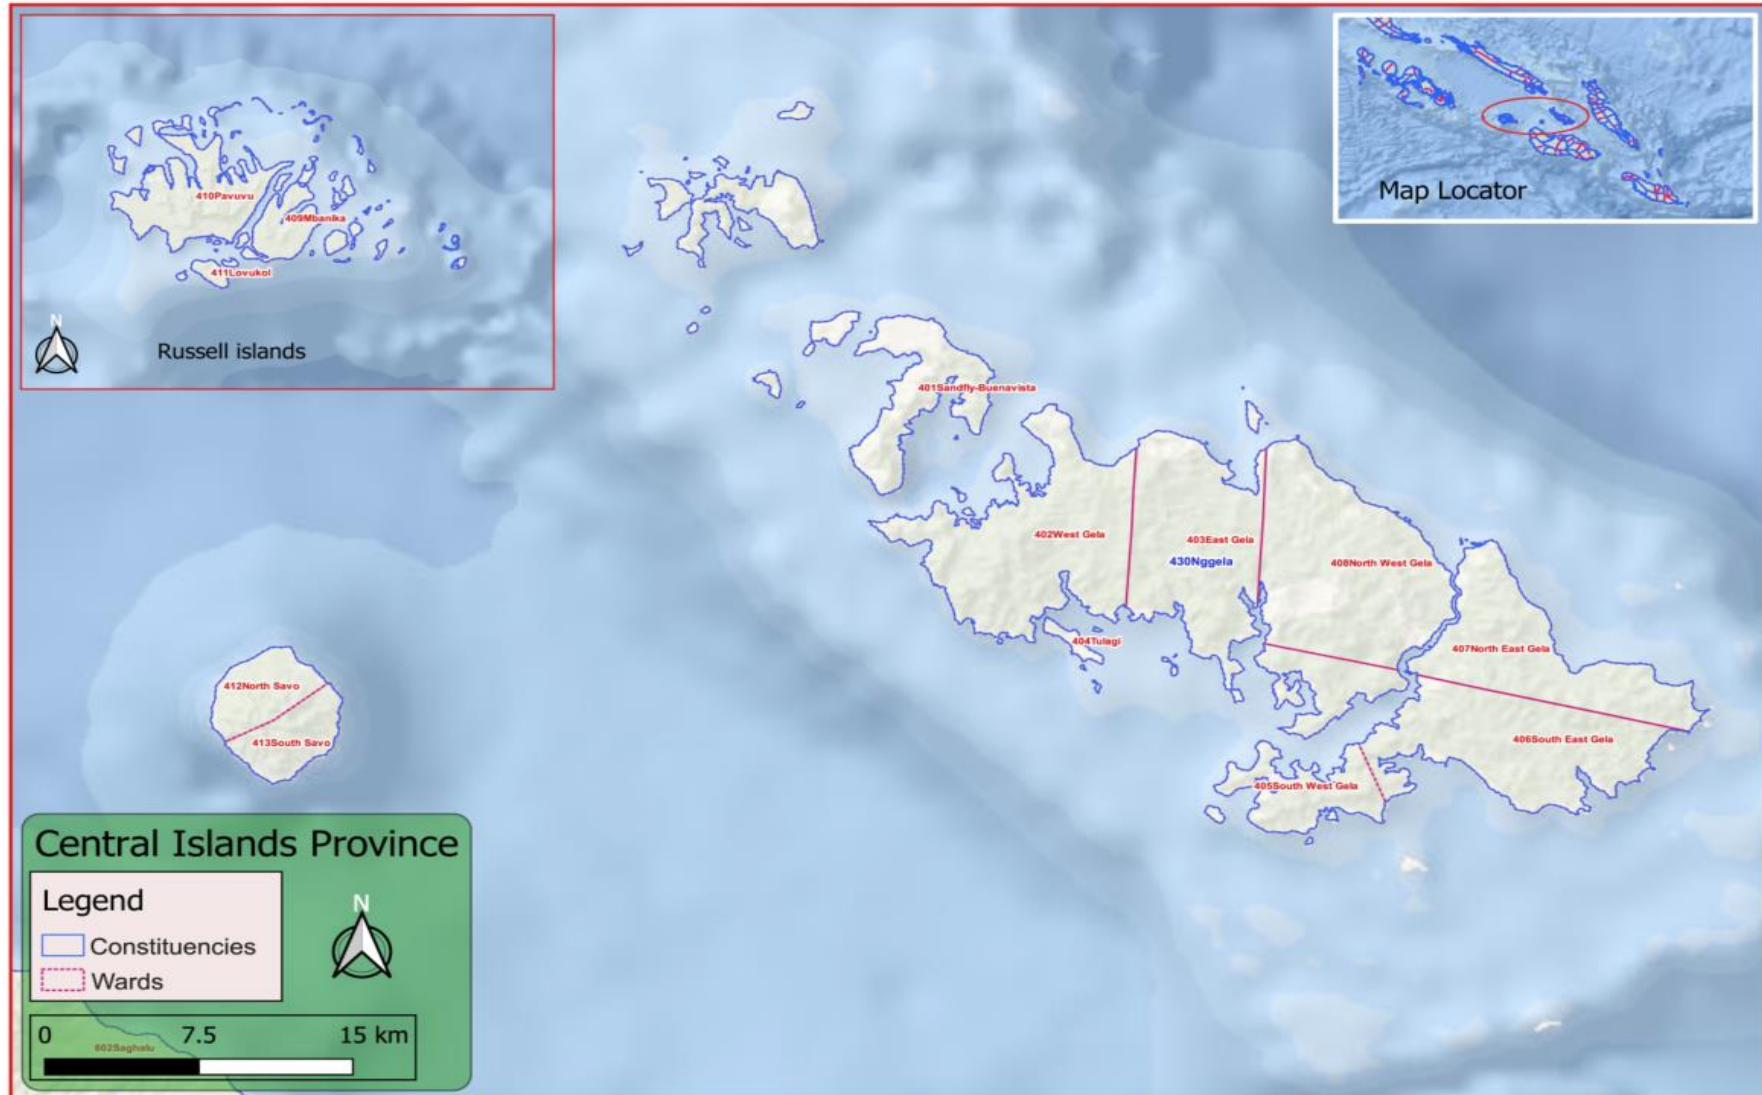 Map Locator
410Pavuvu
409Mbanika
411Lovukol
N
Russell islands
401Sandfly-Buenavista
402West Gela
403East Gela
430Nggela
408North West Gela
404Tulagi
407North East Gela
412North Savo
413South Savo
406South East Gela
405South West Gela
Central Islands Province
Legend
N
Constituencies
Wards
0 7.5 15 km
602Saghalu